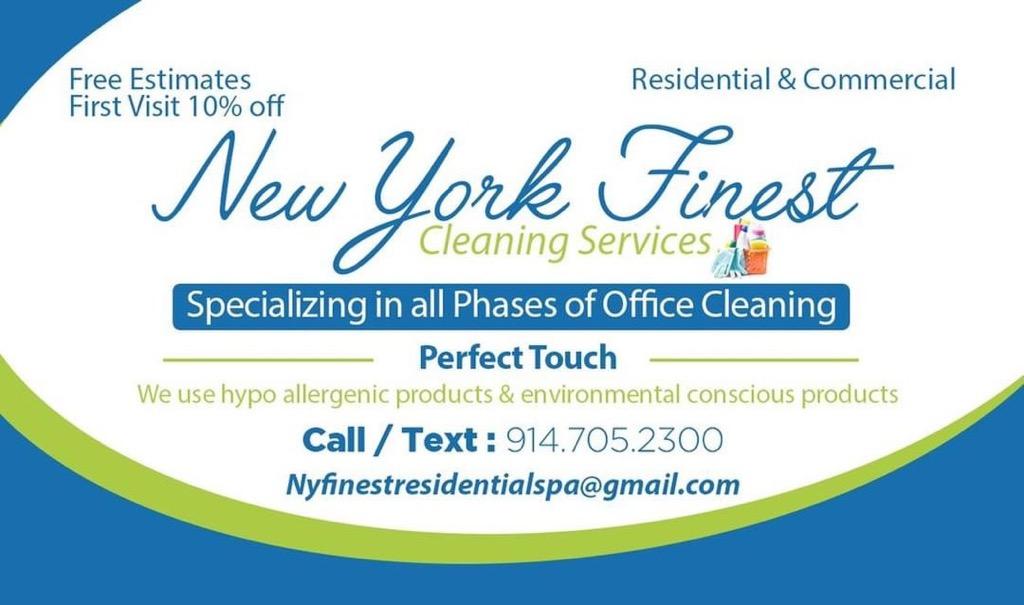 Free Estimates
First Visit 10% off
Residential & Commercial
New York Finest
Cleaning Services
Specializing in all Phases of Office Cleaning
Perfect Touch
We use hypo allergenic products & environmental conscious products
Call / Text : 914.705.2300
Nyfinestresidentialspa@gmail.com